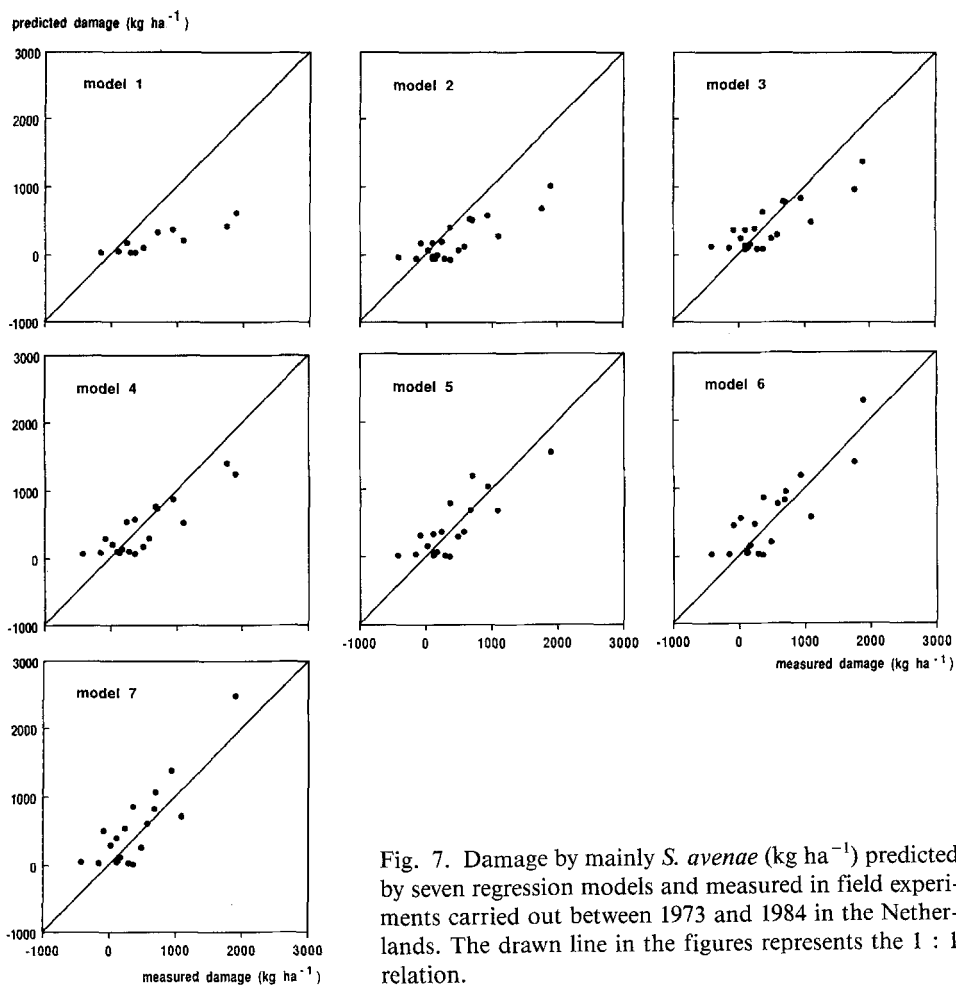 predicted damage (kg ha⁻¹)
3000
2000
1000
0
-1000
model 1
model 2
model 3
3000
2000
1000
0
-1000
model 4
model 5
model 6
-1000 0 1000 2000 3000
-1000 0 1000 2000 3000
measured damage (kg ha⁻¹)
3000
2000
1000
0
-1000
model 7
-1000 0 1000 2000 3000
measured damage (kg ha⁻¹)
Fig. 7. Damage by mainly S. avenae (kg ha⁻¹) predicted
by seven regression models and measured in field experi-
ments carried out between 1973 and 1984 in the Nether-
lands. The drawn line in the figures represents the 1 : 1
relation.